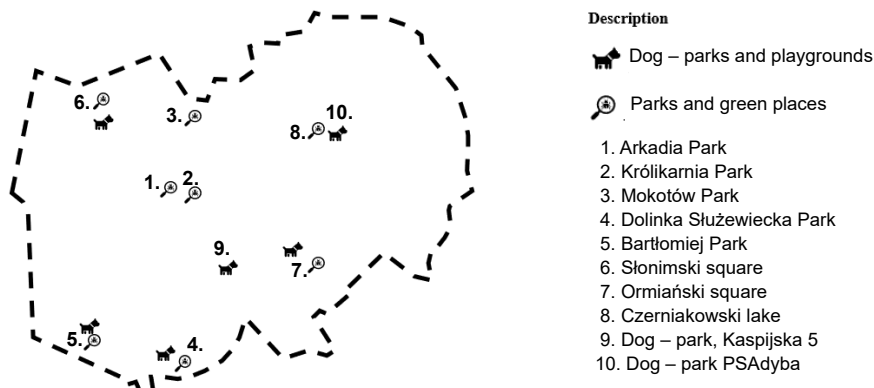 Description
Dog – parks and playgrounds
Parks and green places
1. Arkadia Park
2. Królikarnia Park
3. Mokotów Park
4. Dolinka Służewiecka Park
5. Bartłomiej Park
6. Słonimski square
7. Ormiański square
8. Czerniakowski lake
9. Dog – park, Kaspijska 5
10. Dog – park PSAdyba
6.
3.
10.
8.
1.
2.
9.
7.
5.
4.